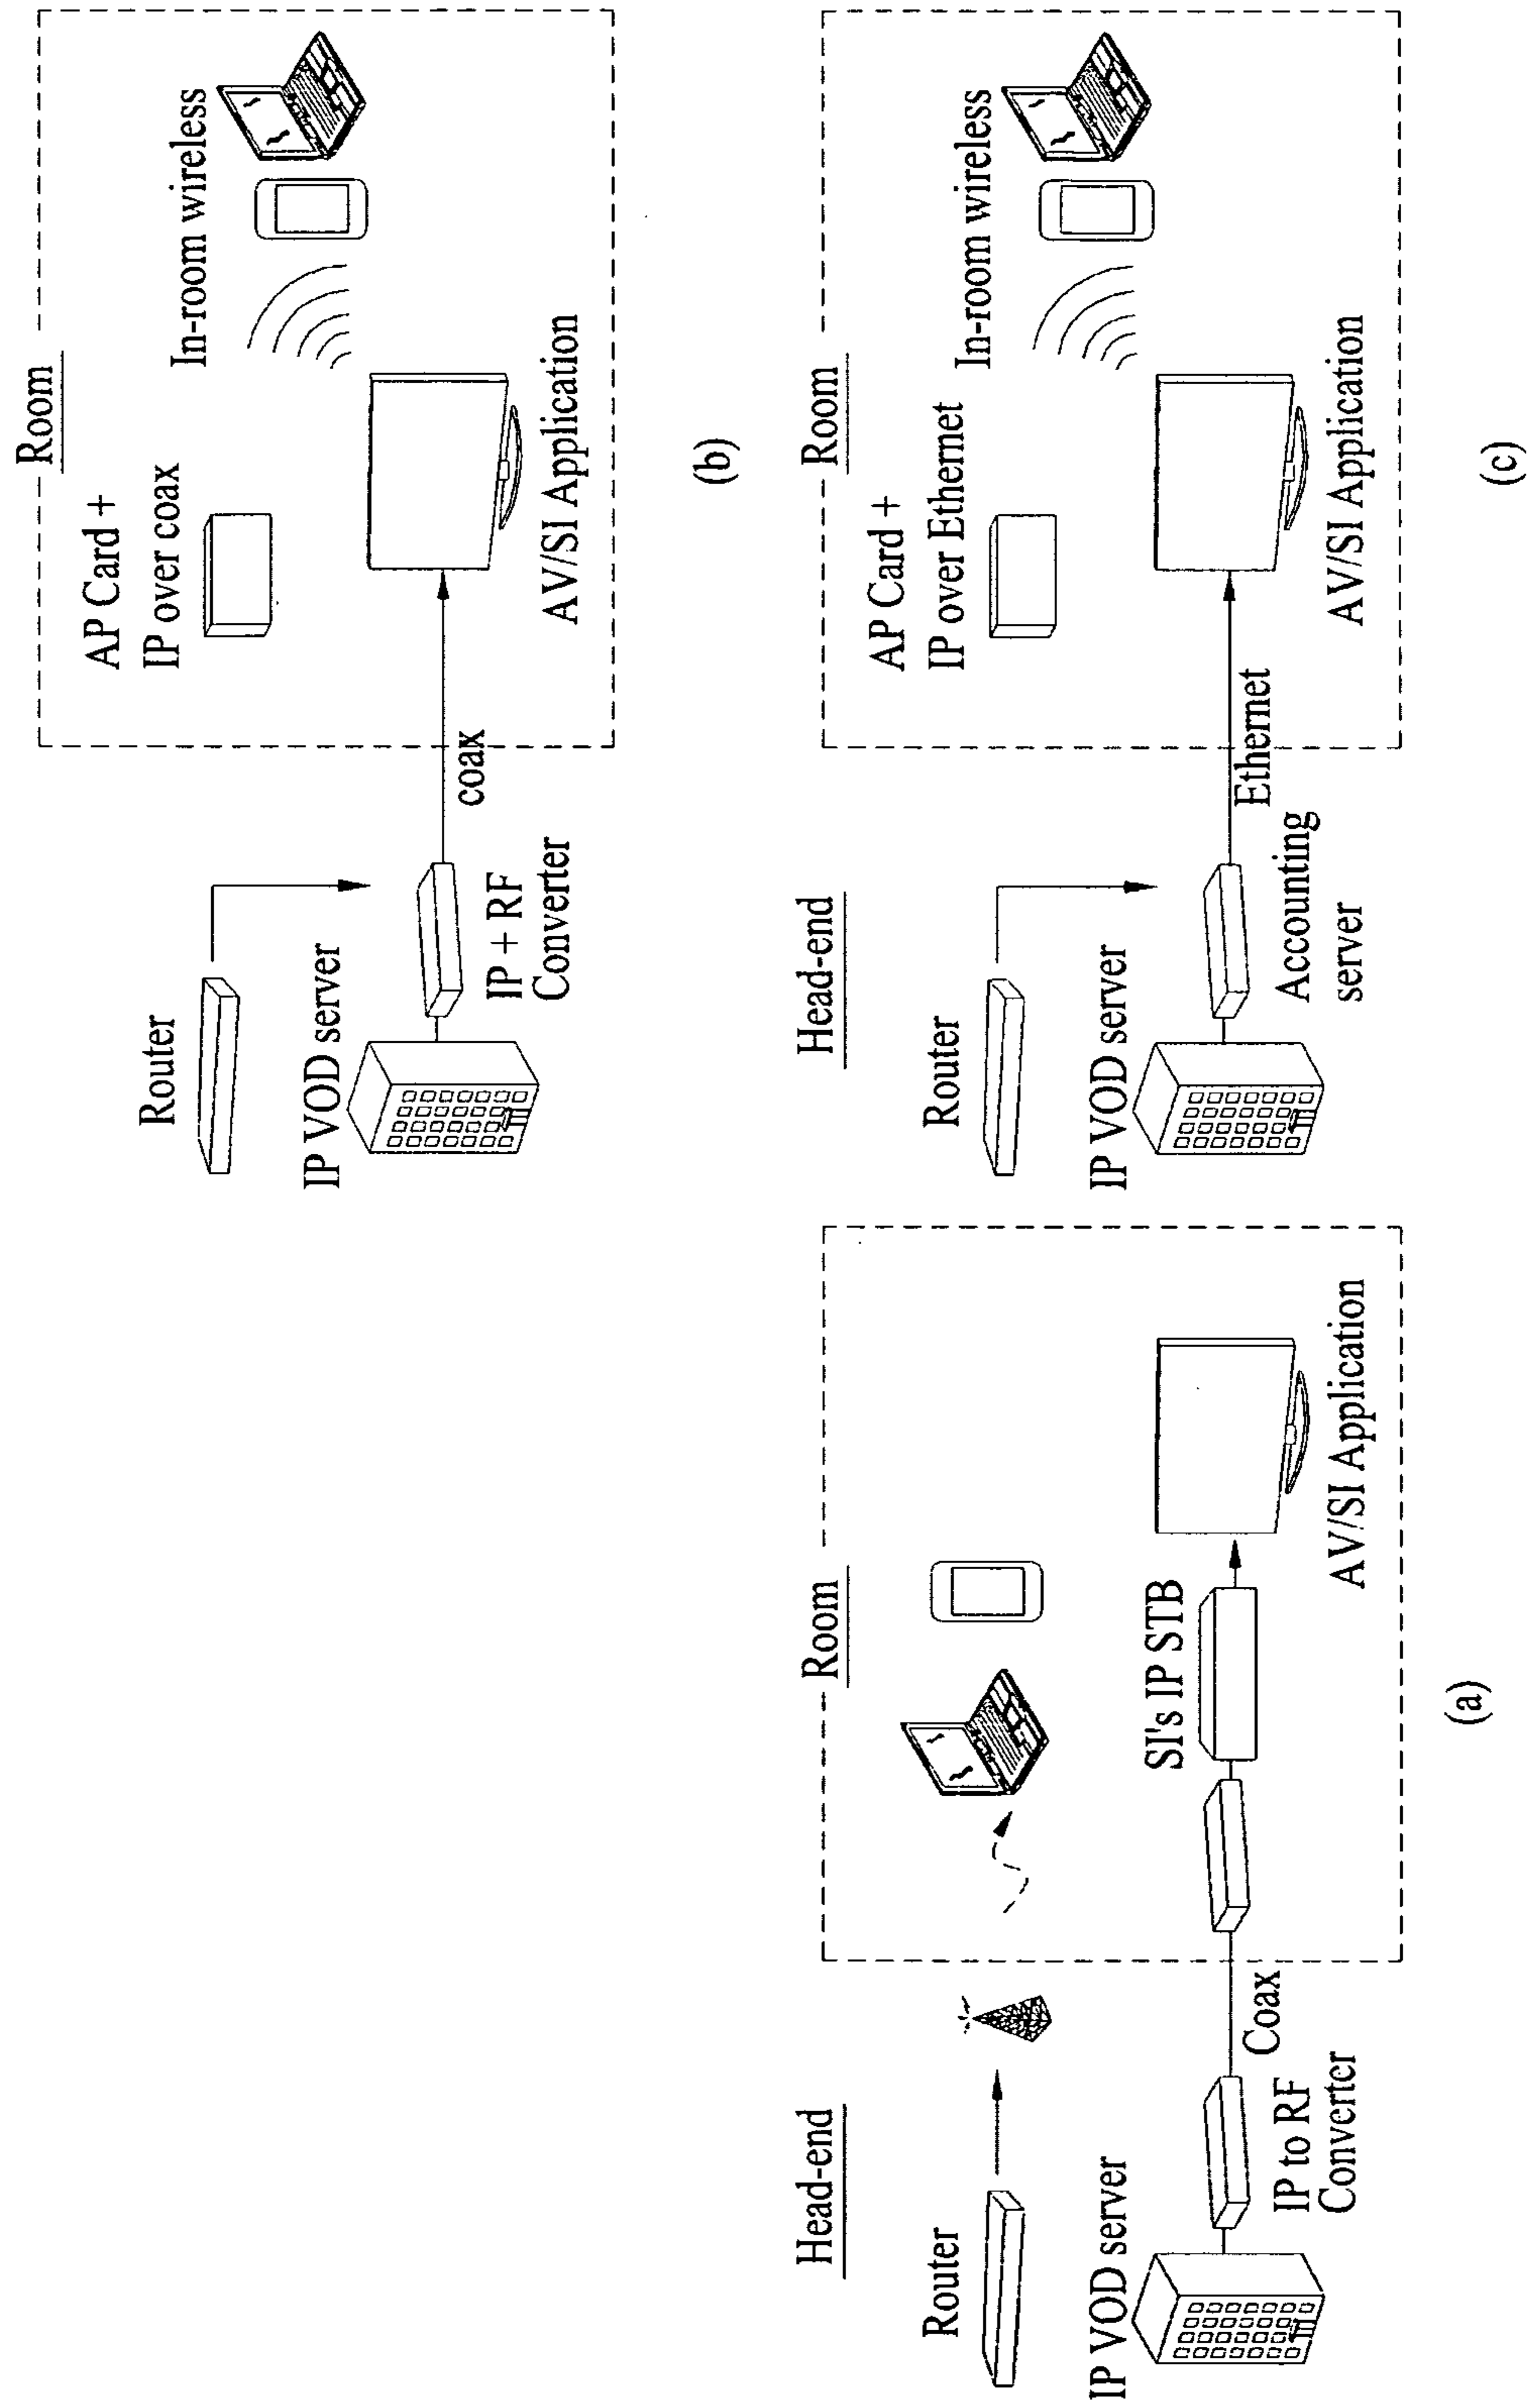 Room
AP Card +
IP over coax
In-room wireless
Router
IP VOD server
IP + RF
Converter
coax
AV/SI Application
(b)
Head-end
Room
Router
SI's IP STB
IP VOD server
IP to RF
Converter
Coax
AV/SI Application
(a)
Head-end
Room
AP Card +
IP over Ethernet
In-room wireless
Router
IP VOD server
Accounting
server
Ethernet
AV/SI Application
(c)